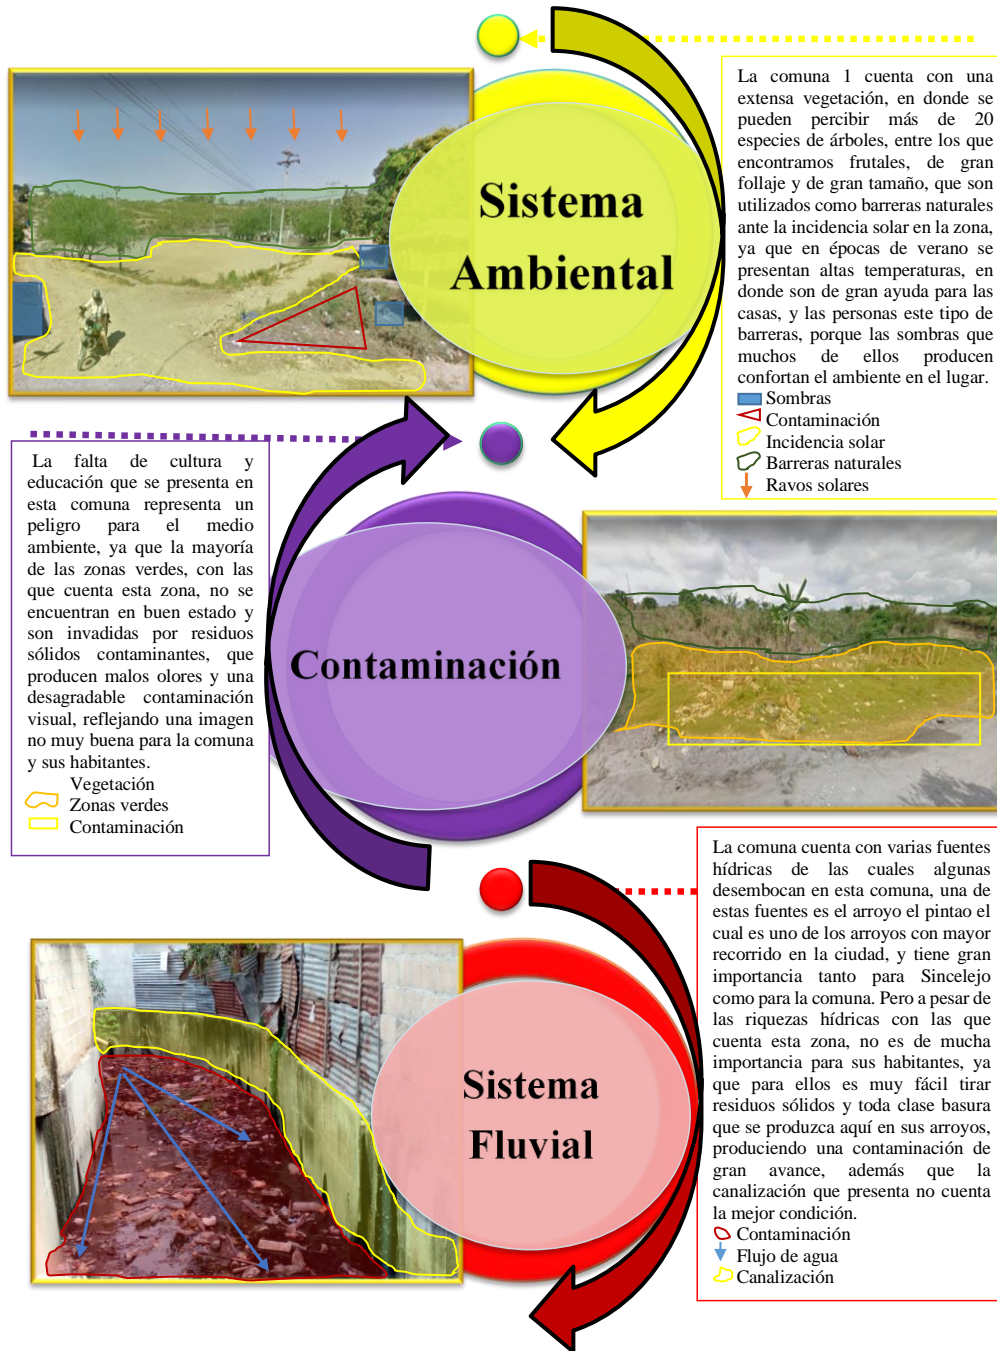 Sistema
Ambiental
La comuna 1 cuenta con una
extensa vegetación, en donde se
pueden percibir más de 20
especies de árboles, entre los que
encontramos frutales, de gran
follaje y de gran tamaño, que son
utilizados como barreras naturales
ante la incidencia solar en la zona,
ya que en épocas de verano se
presentan altas temperaturas, en
donde son de gran ayuda para las
casas, y las personas este tipo de
barreras, porque las sombras que
muchos de ellos producen
confortan el ambiente en el lugar.
Sombras
Contaminación
Incidencia solar
Barreras naturales
Ravos solares
La falta de cultura y
educación que se presenta en
esta comuna representa un
peligro para el medio
ambiente, ya que la mayoría
de las zonas verdes, con las
que cuenta esta zona, no se
encuentran en buen estado y
son invadidas por residuos
sólidos contaminantes, que
producen malos olores y una
desagradable contaminación
visual, reflejando una imagen
no muy buena para la comuna
y sus habitantes.
Vegetación
Zonas verdes
Contaminación
Contaminación
La comuna cuenta con varias fuentes
hídricas de las cuales algunas
desembocan en esta comuna, una de
estas fuentes es el arroyo el pintao el
cual es uno de los arroyos con mayor
recorrido en la ciudad, y tiene gran
importancia tanto para Sincelejo
como para la comuna. Pero a pesar de
las riquezas hídricas con las que
cuenta esta zona, no es de mucha
importancia para sus habitantes, ya
que para ellos es muy fácil tirar
residuos sólidos y toda clase basura
que se produzca aquí en sus arroyos,
produciendo una contaminación de
gran avance, además que la
canalización que presenta no cuenta
la mejor condición.
Contaminación
Flujo de agua
Canalización
Sistema
Fluvial